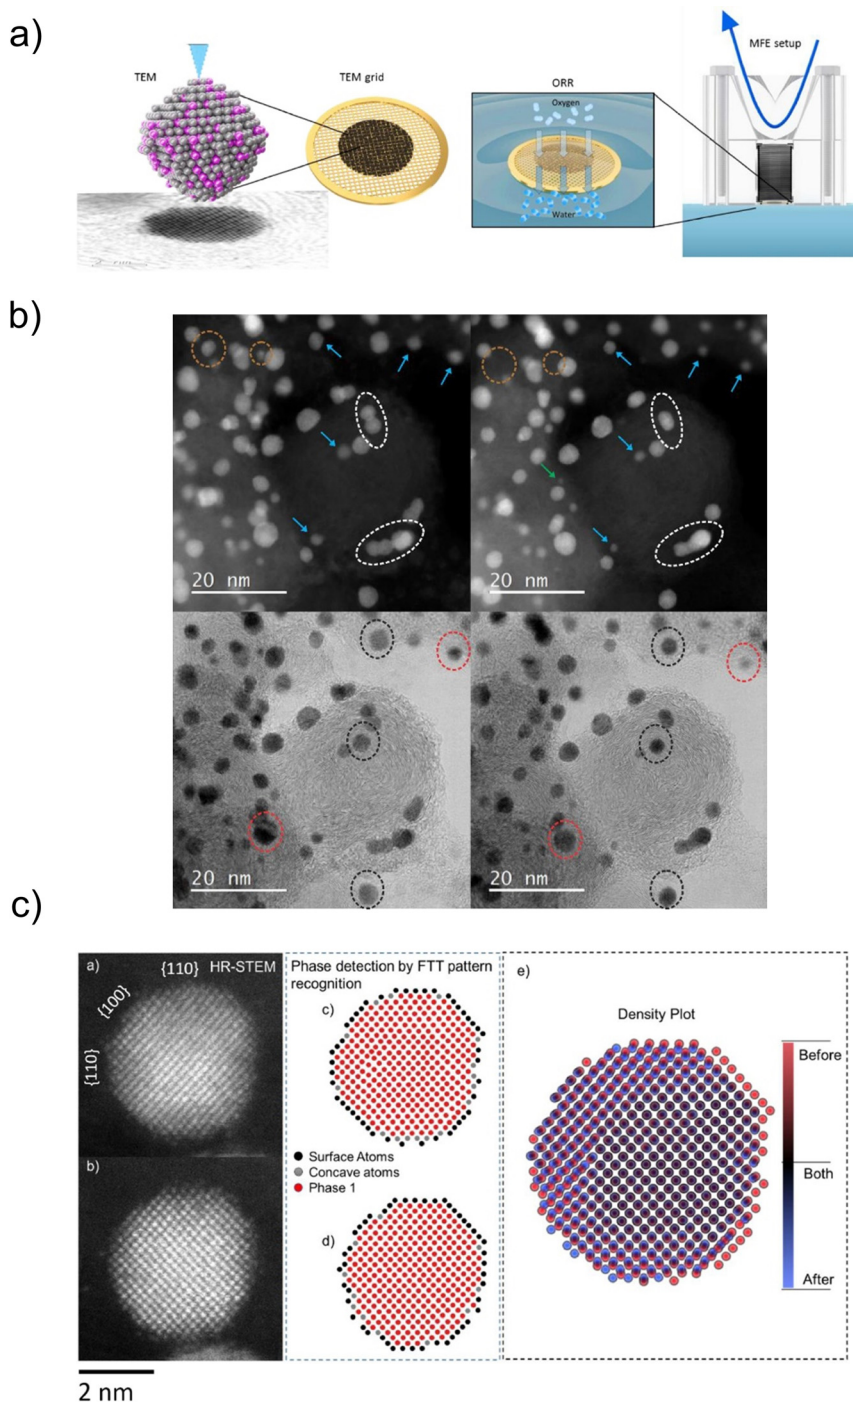 a)
TEM
TEM grid
ORR
MFE setup
Oxygen
Water
b)
20 nm
20 nm
20 nm
20 nm
c)
a)
{110}
HR-STEM
{100}
{110}
b)
2 nm
Phase detection by FTT pattern
recognition
c)
Surface Atoms
Concave atoms
Phase 1
d)
e)
Density Plot
Before
Both
After